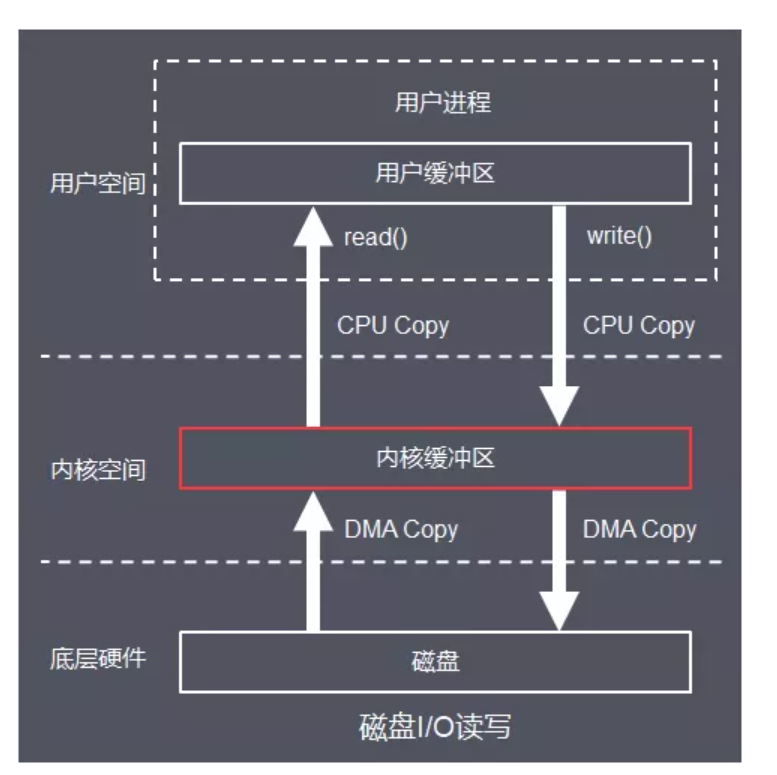 用户进程
用户空间
用户缓冲区
read()
write()
CPU Copy
CPU Copy
内核空间
内核缓冲区
DMA Copy
DMA Copy
底层硬件
磁盘
磁盘I/O读写